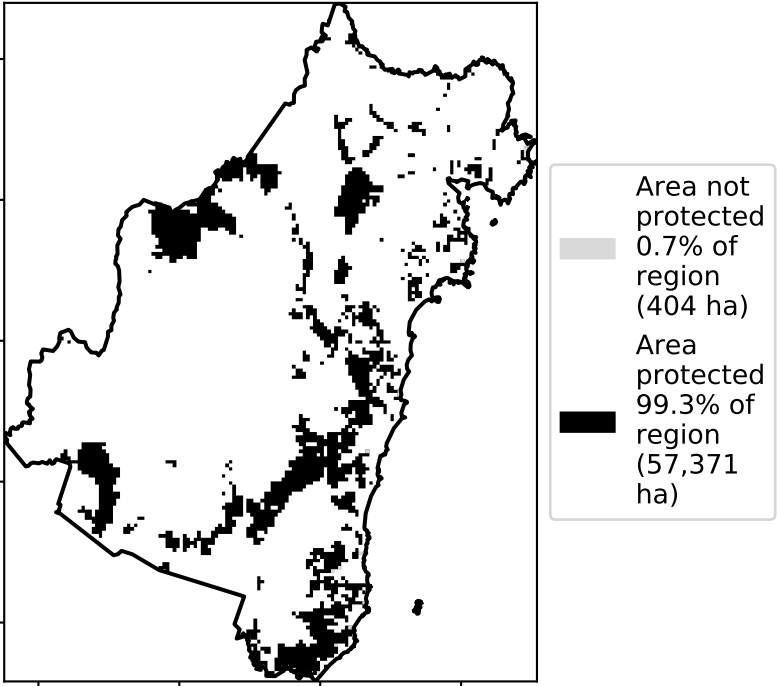 Area not
protected
0.7% of
region
(404 ha)
Area
protected
99.3% of
region
(57,371
ha)